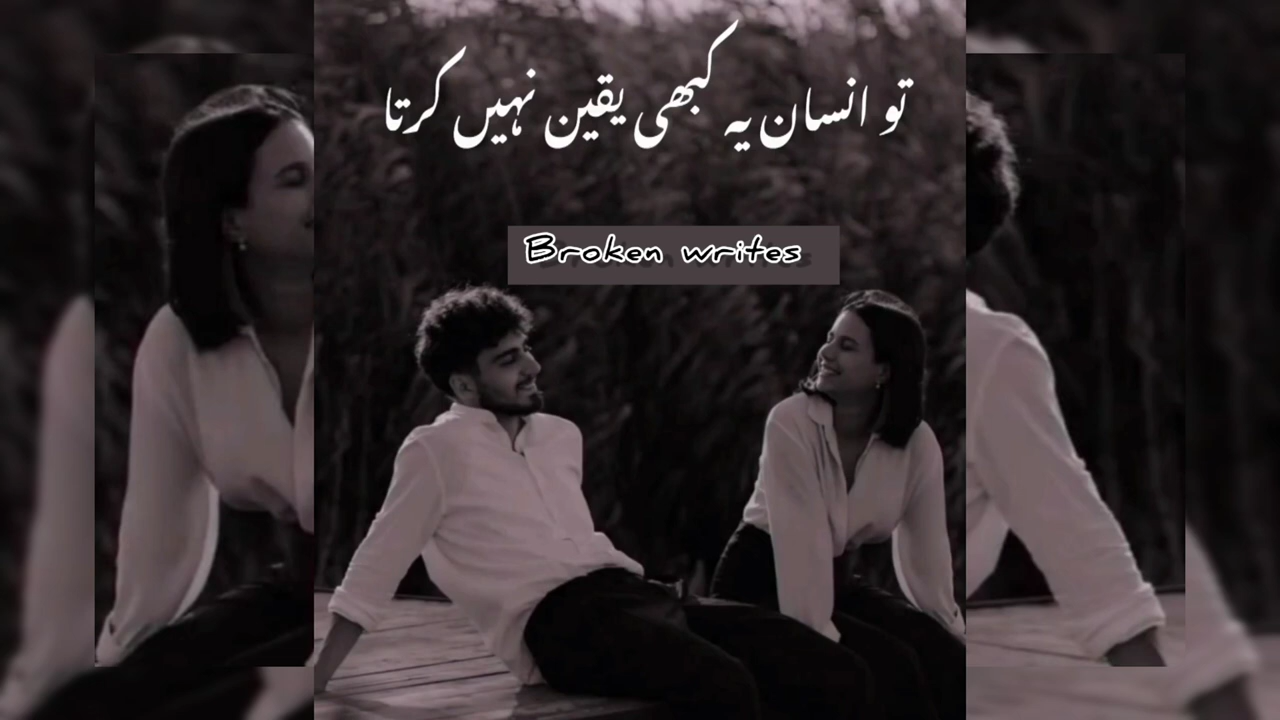 تو انسان یہ کبھی یقین نہیں کرتا
Broken writes